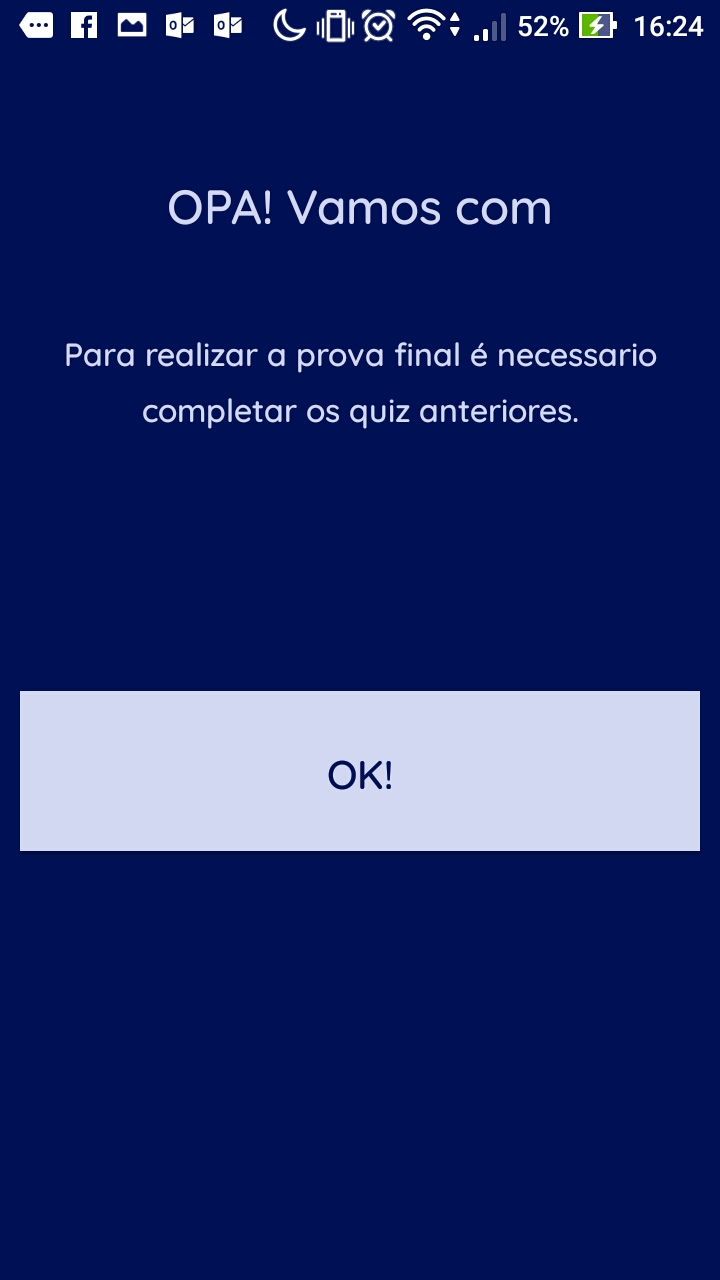 52% 16:24
OPA! Vamos com
Para realizar a prova final é necessario
completar os quiz anteriores.
OK!